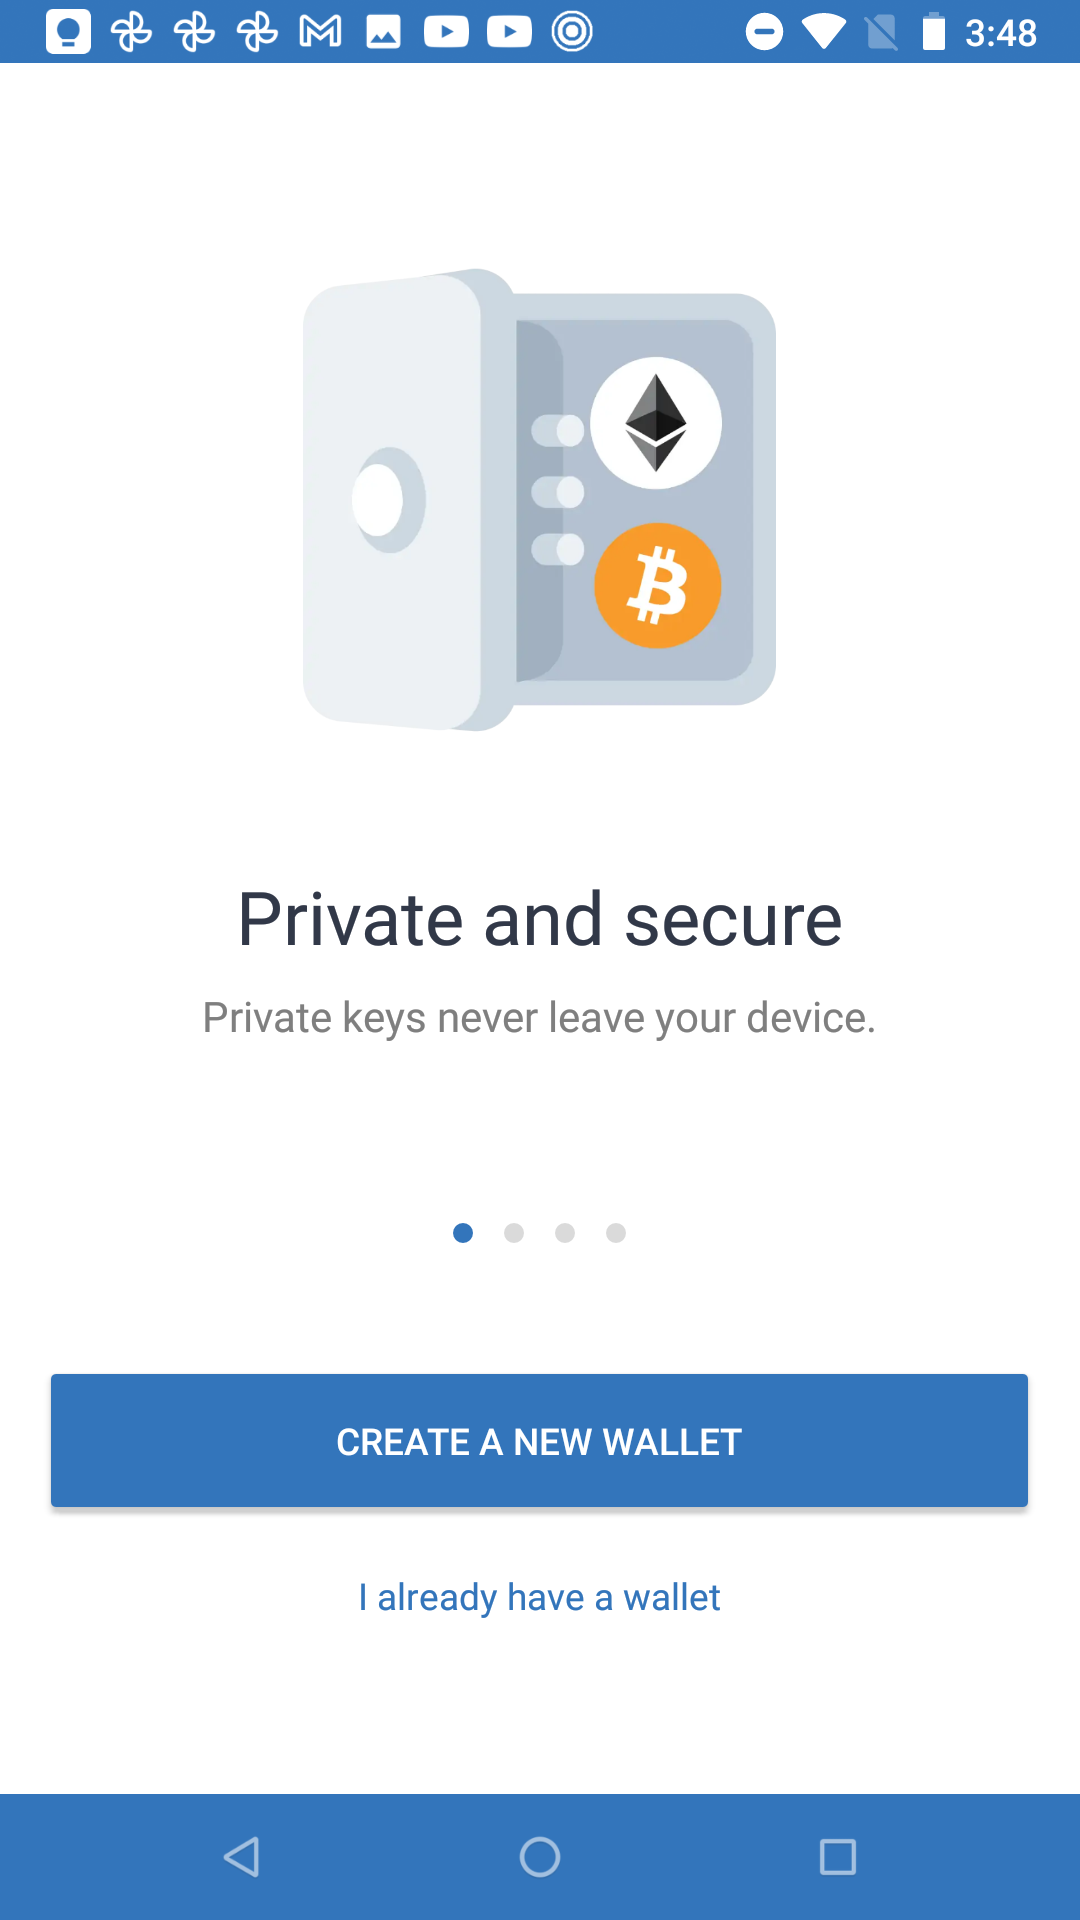 3:48
Private and secure
Private keys never leave your device.
CREATE A NEW WALLET
I already have a wallet